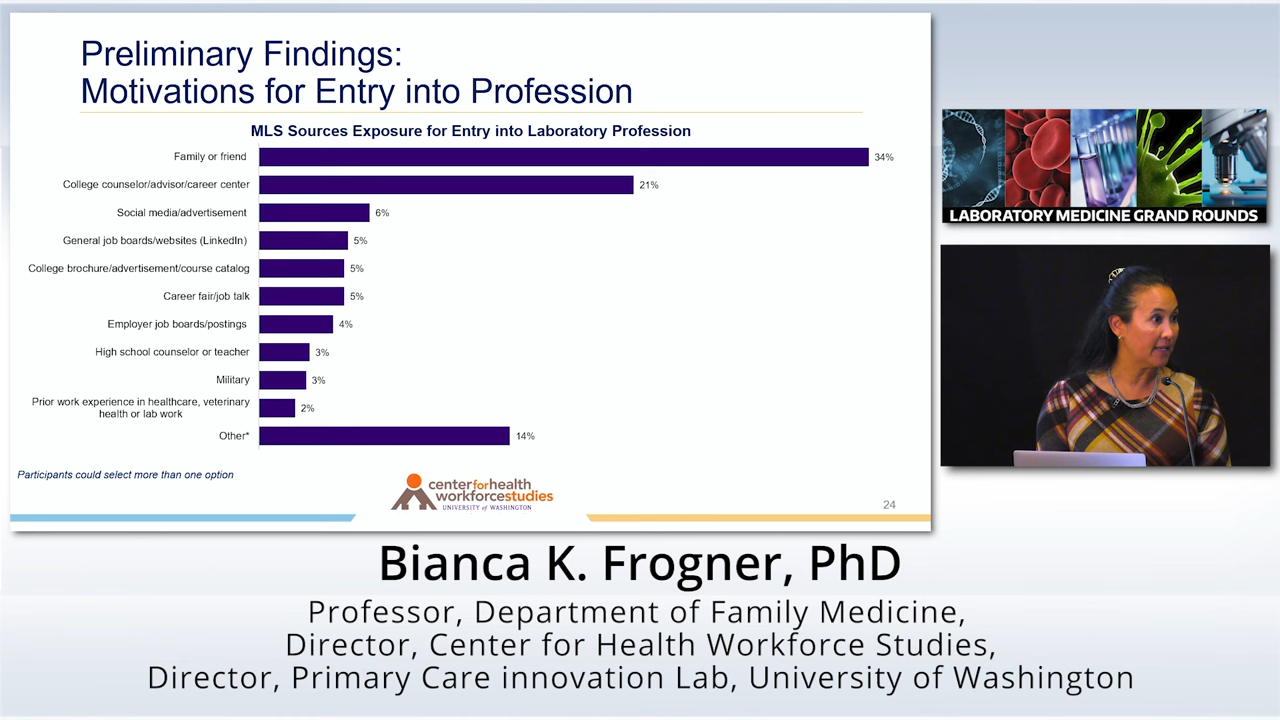 Preliminary Findings:
Motivations for Entry into Profession
MLS Sources Exposure for Entry into Laboratory Profession
Family or friend
34%
College counselor/advisor/career center
21%
Social media/advertisement
6%
General job boards/websites (LinkedIn)
5%
College brochure/advertisement/course catalog
5%
Career fair/job talk
5%
Employer job boards/postings
4%
High school counselor or teacher
3%
Military
3%
Prior work experience in healthcare, veterinary
health or lab work
2%
Other*
14%
Participants could select more than one option
centerforhealth
workforcestudies
UNIVERSITY of WASHINGTON
24
LABORATORY MEDICINE GRAND ROUNDS
Bianca K. Frogner, PhD
Professor, Department of Family Medicine,
Director, Center for Health Workforce Studies,
Director, Primary Care innovation Lab, University of Washington